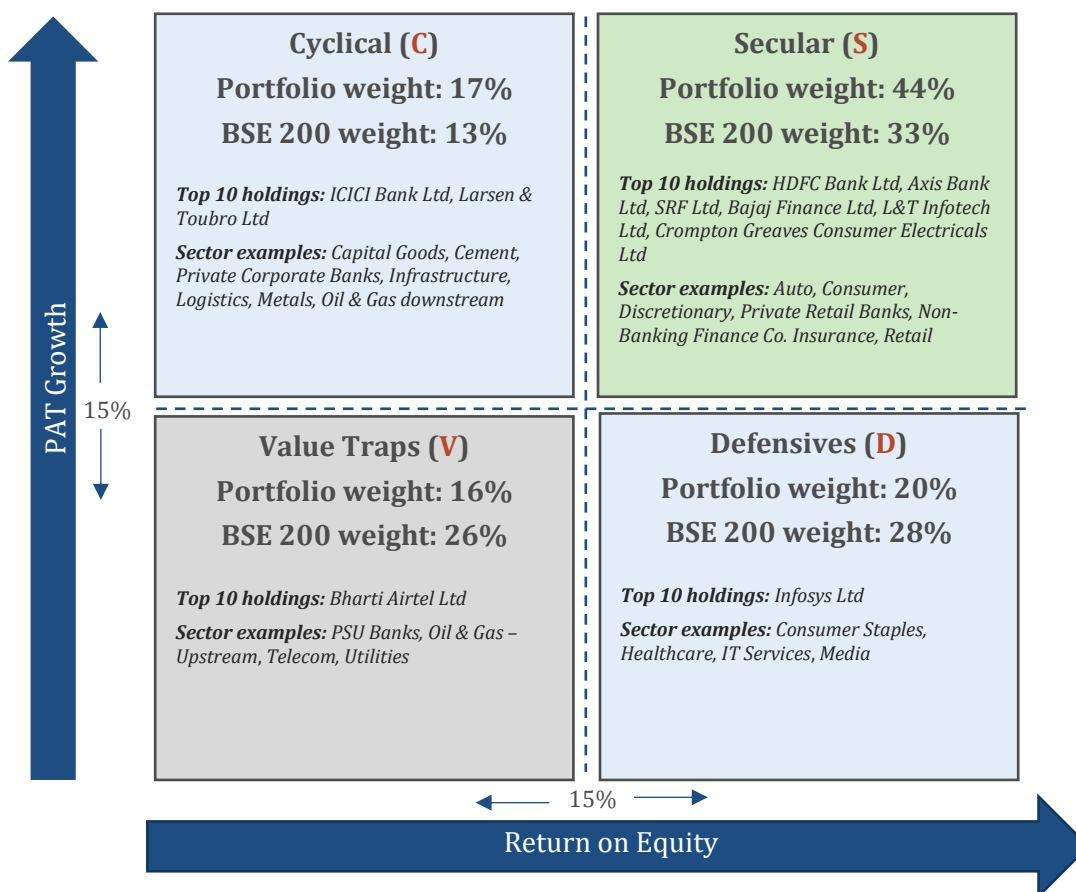 Cyclical (C)
Portfolio weight: 17%
BSE 200 weight: 13%
Top 10 holdings: ICICI Bank Ltd, Larsen &
Toubro Ltd
Sector examples: Capital Goods, Cement,
Private Corporate Banks, Infrastructure,
Logistics, Metals, Oil & Gas downstream
Secular (S)
Portfolio weight: 44%
BSE 200 weight: 33%
Top 10 holdings: HDFC Bank Ltd, Axis Bank
Ltd, SRF Ltd, Bajaj Finance Ltd, L&T Infotech
Ltd, Crompton Greaves Consumer Electricals
Ltd
Sector examples: Auto, Consumer,
Discretionary, Private Retail Banks, Non-
Banking Finance Co. Insurance, Retail
PAT Growth
15%
Value Traps (V)
Portfolio weight: 16%
BSE 200 weight: 26%
Top 10 holdings: Bharti Airtel Ltd
Sector examples: PSU Banks, Oil & Gas –
Upstream, Telecom, Utilities
Defensives (D)
Portfolio weight: 20%
BSE 200 weight: 28%
Top 10 holdings: Infosys Ltd
Sector examples: Consumer Staples,
Healthcare, IT Services, Media
15%
Return on Equity